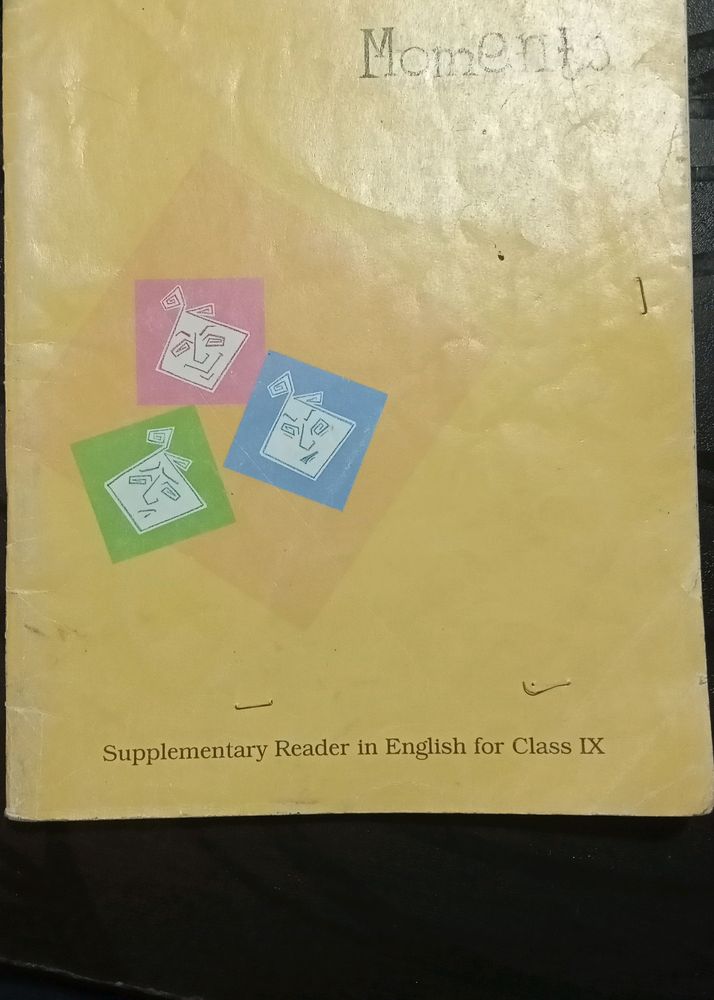 Moments
Supplementary Reader in English for Class IX